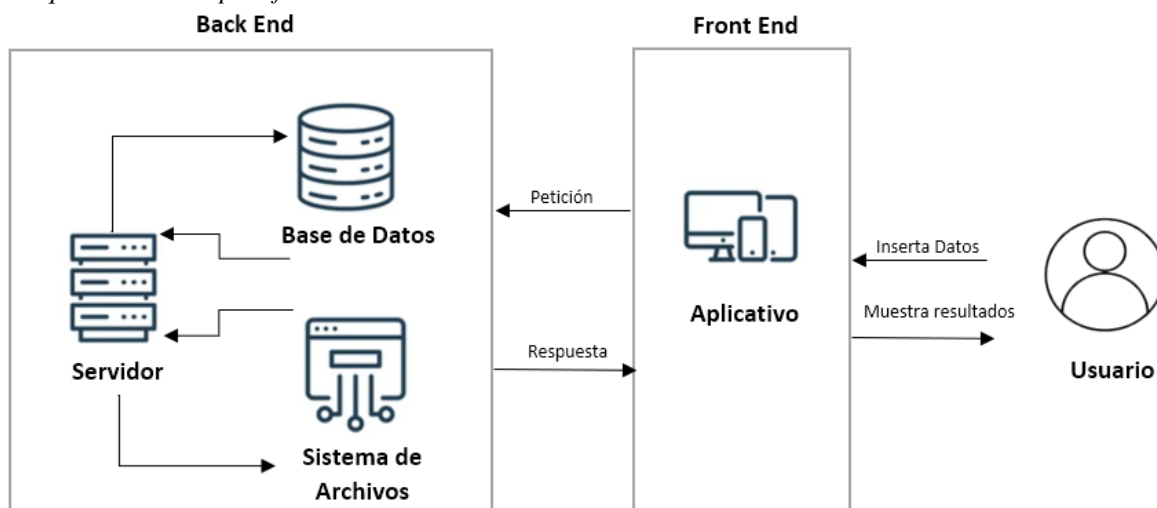 Back End
Front End
Base de Datos
Petición
Inserta Datos
Aplicativo
Muestra resultados
Servidor
Respuesta
Usuario
Sistema de
Archivos